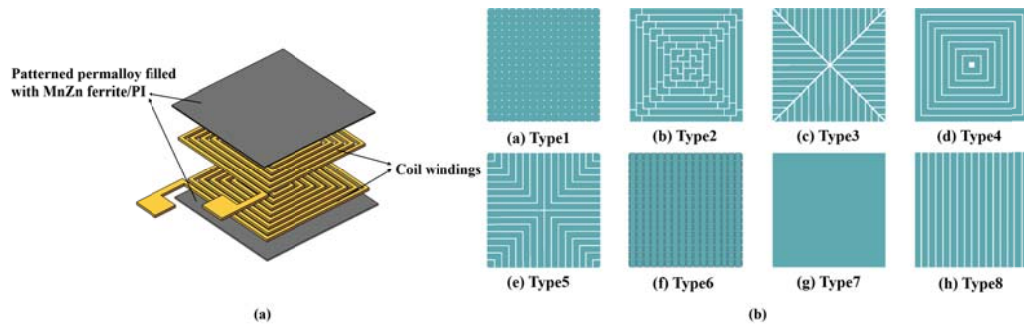 Patterned permalloy filled
with MnZn ferrite/PI
Coil windings
(a)
(a) Type1
(b) Type2
(c) Type3
(d) Type4
(e) Type5
(f) Type6
(g) Type7
(h) Type8
(b)